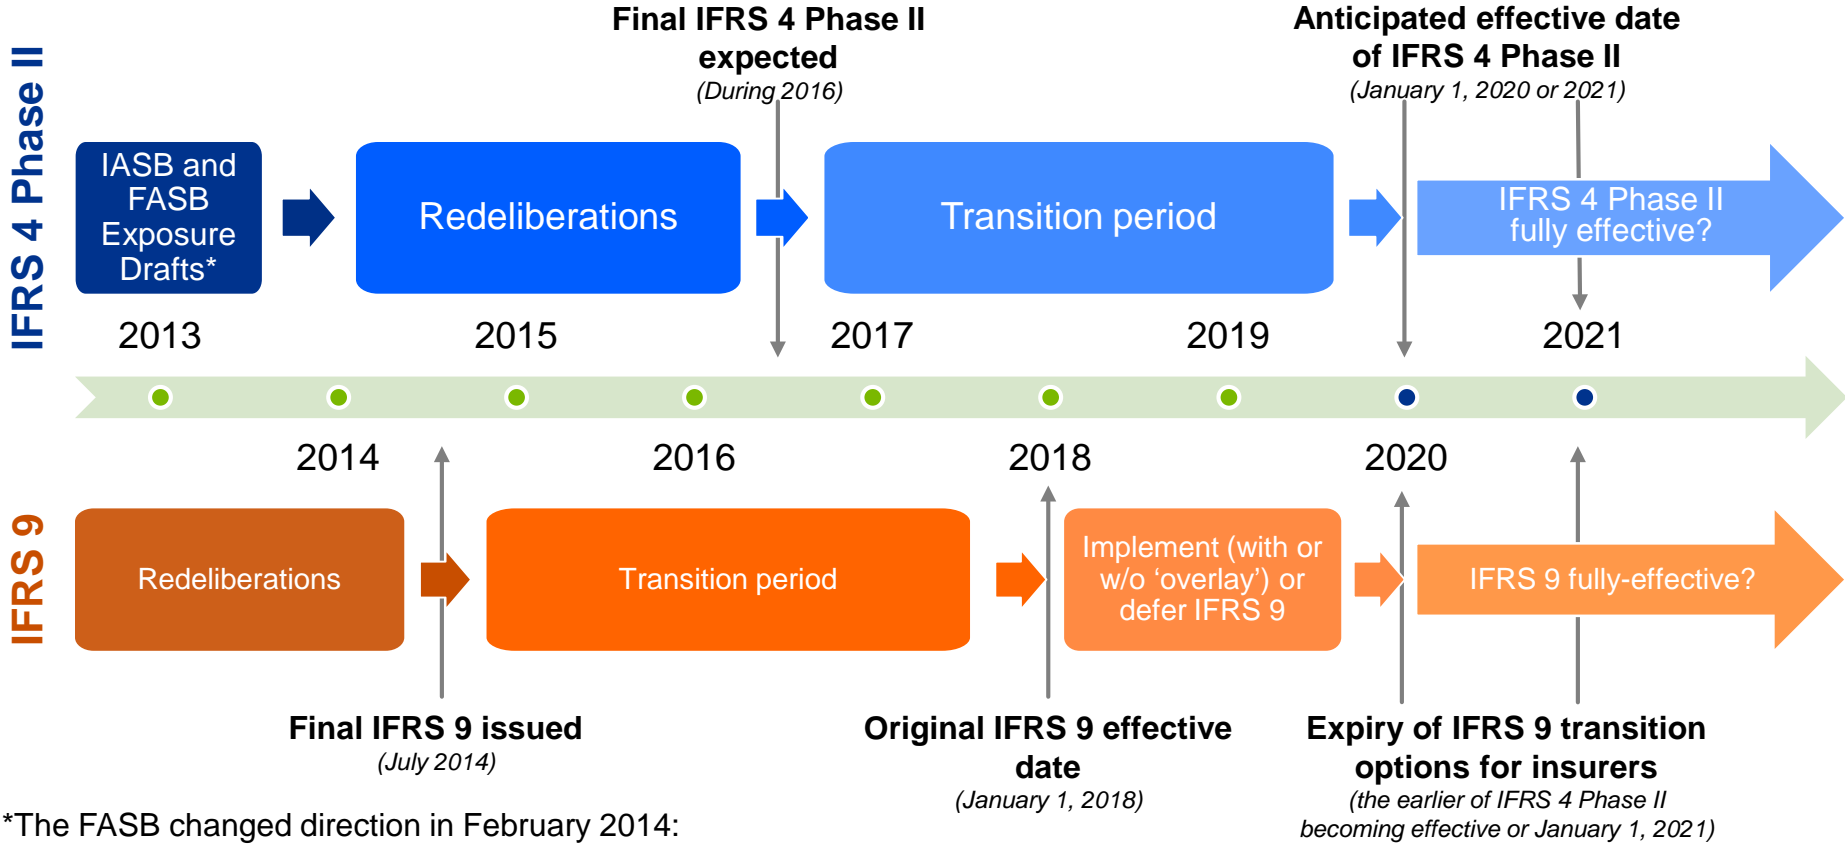 Final IFRS 4 Phase II
expected
(During 2016)
Anticipated effective date
of IFRS 4 Phase II
(January 1, 2020 or 2021)
IFRS 4 Phase II
IASB and
FASB
Exposure
Drafts*
Redeliberations
Transition period
IFRS 4 Phase II
fully effective?
2013
2015
2017
2019
2021
2014
2016
2018
2020
IFRS 9
Redeliberations
Transition period
Implement (with or
w/o ‘overlay’) or
defer IFRS 9
IFRS 9 fully-effective?
Final IFRS 9 issued
(July 2014)
Original IFRS 9 effective
date
(January 1, 2018)
Expiry of IFRS 9 transition
options for insurers
(the earlier of IFRS 4 Phase II
becoming effective or January 1, 2021)
*The FASB changed direction in February 2014: